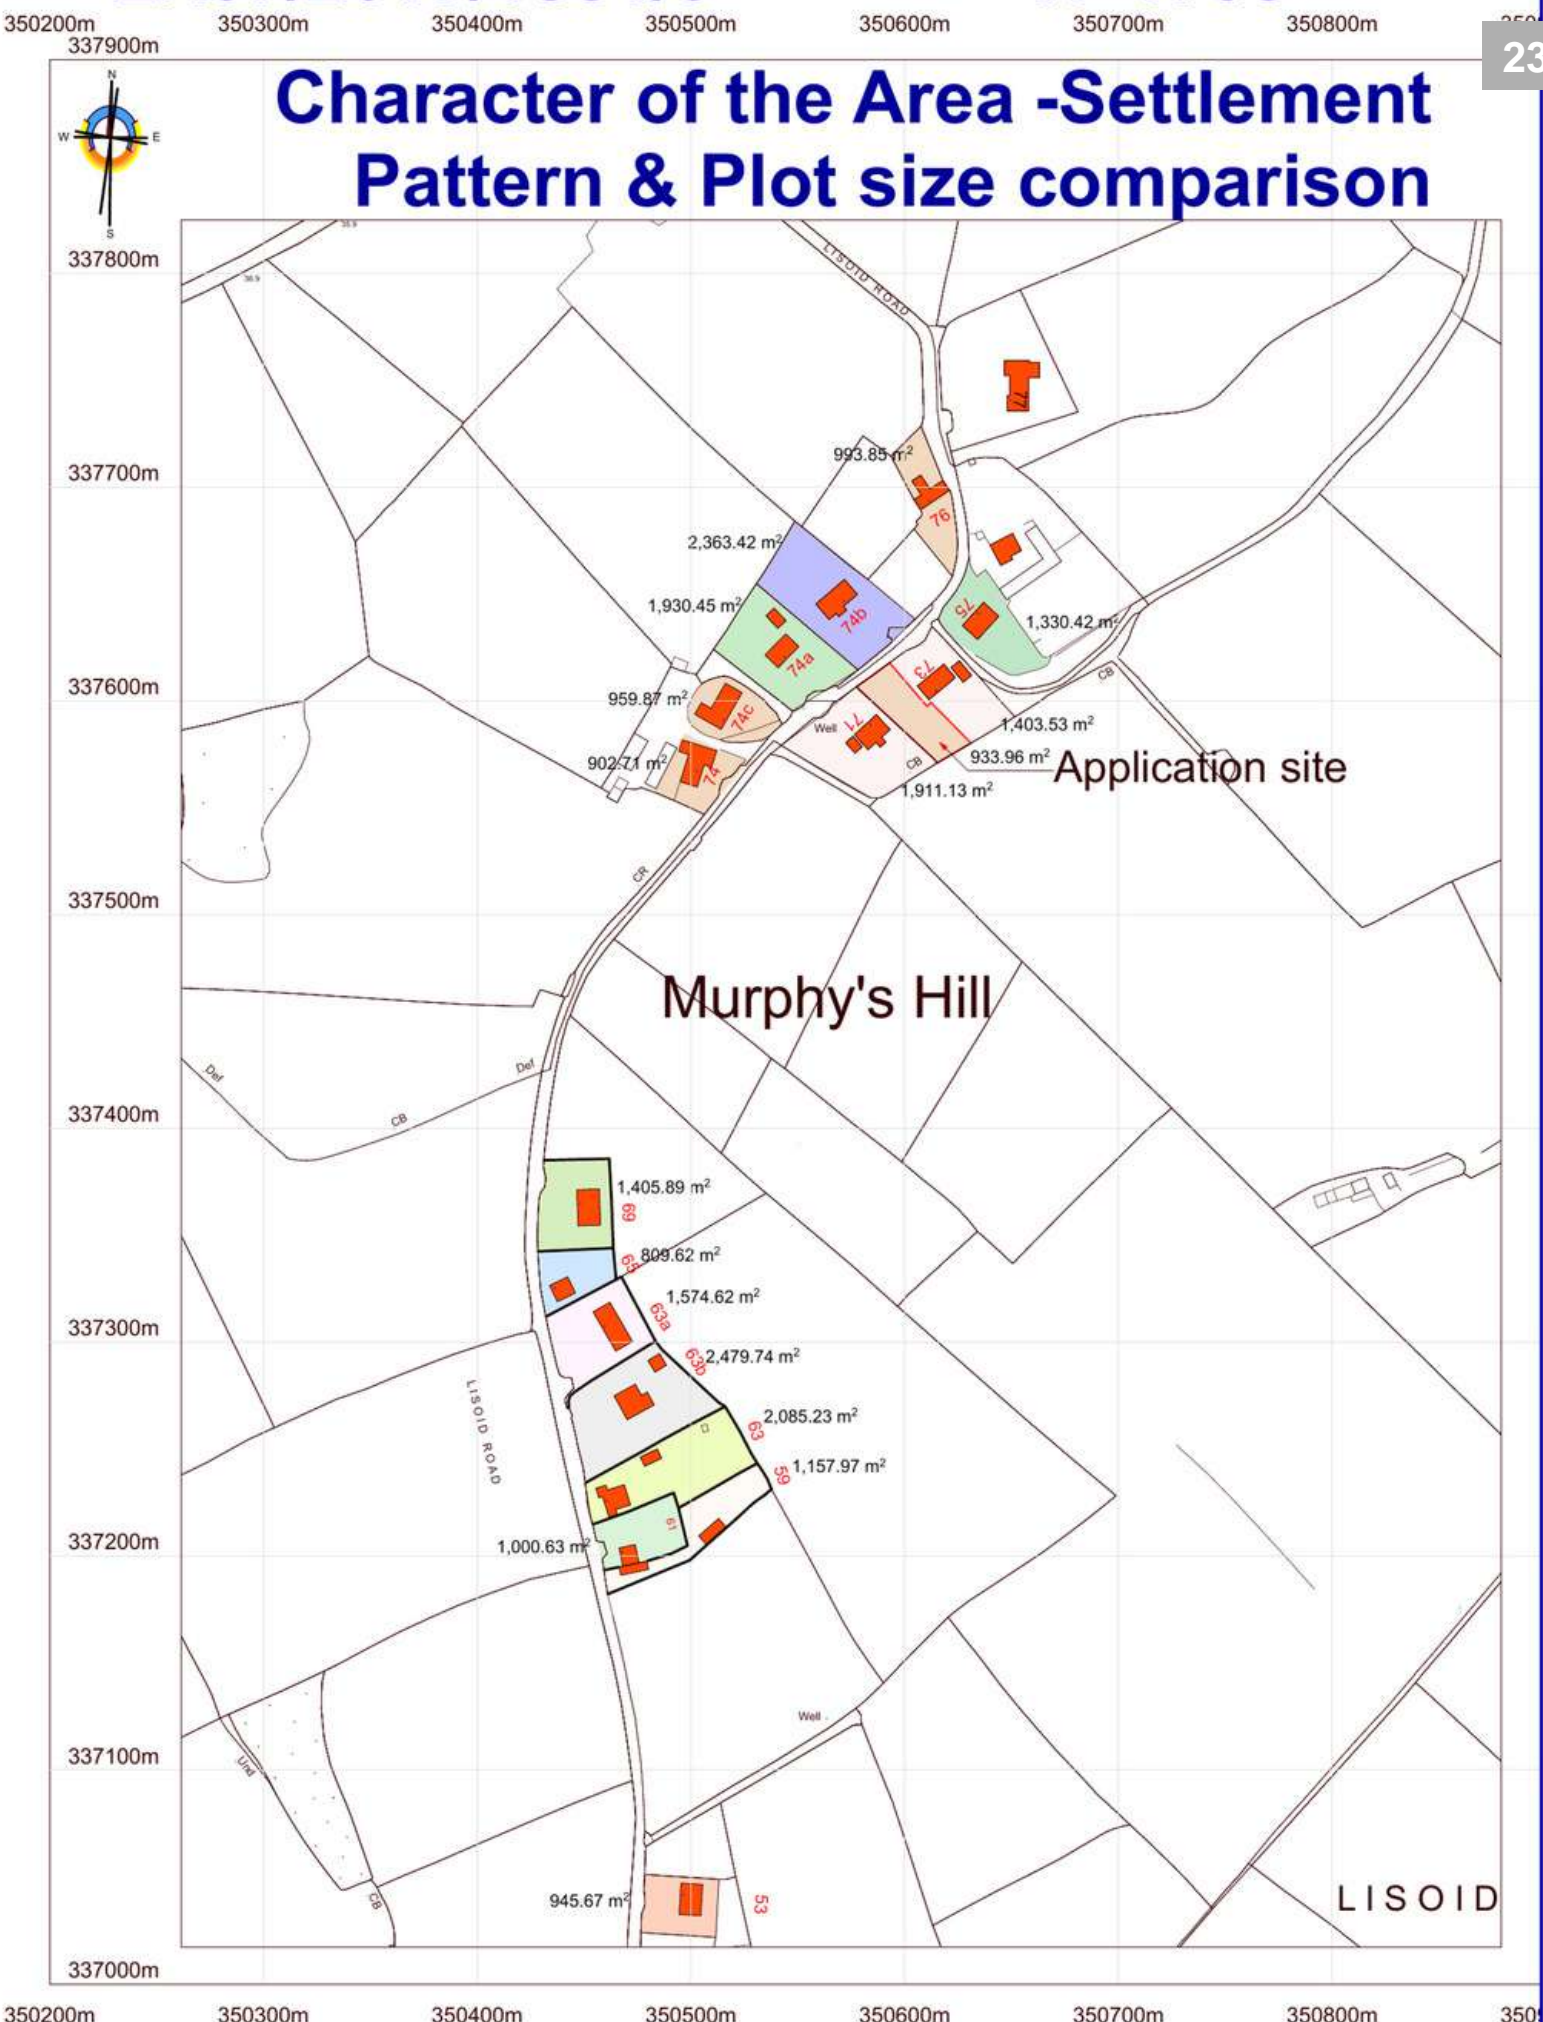 350200m 350300m 350400m 350500m 350600m 350700m 350800m
337900m
23
N
W E
S
Character of the Area -Settlement
Pattern & Plot size comparison
38.9
38.9
337800m
LISOID ROAD
77
337700m
993.85 m²
76
2,363.42 m²
74b
1,930.45 m²
74a
75
1,330.42 m²
337600m
959.87 m²
74c
73
CB
Well
71
1,403.53 m²
902.71 m²
74
CB
933.96 m²
Application site
1,911.13 m²
337500m
CR
Murphy's Hill
Def
Def
CB
337400m
1,405.89 m²
69
65
809.62 m²
1,574.62 m²
63a
337300m
63b
2,479.74 m²
LISOID ROAD
2,085.23 m²
63
59
1,157.97 m²
61
337200m
1,000.63 m²
Well
337100m
Und
CB
945.67 m²
53
LISOID
337000m
350200m 350300m 350400m 350500m 350600m 350700m 350800m